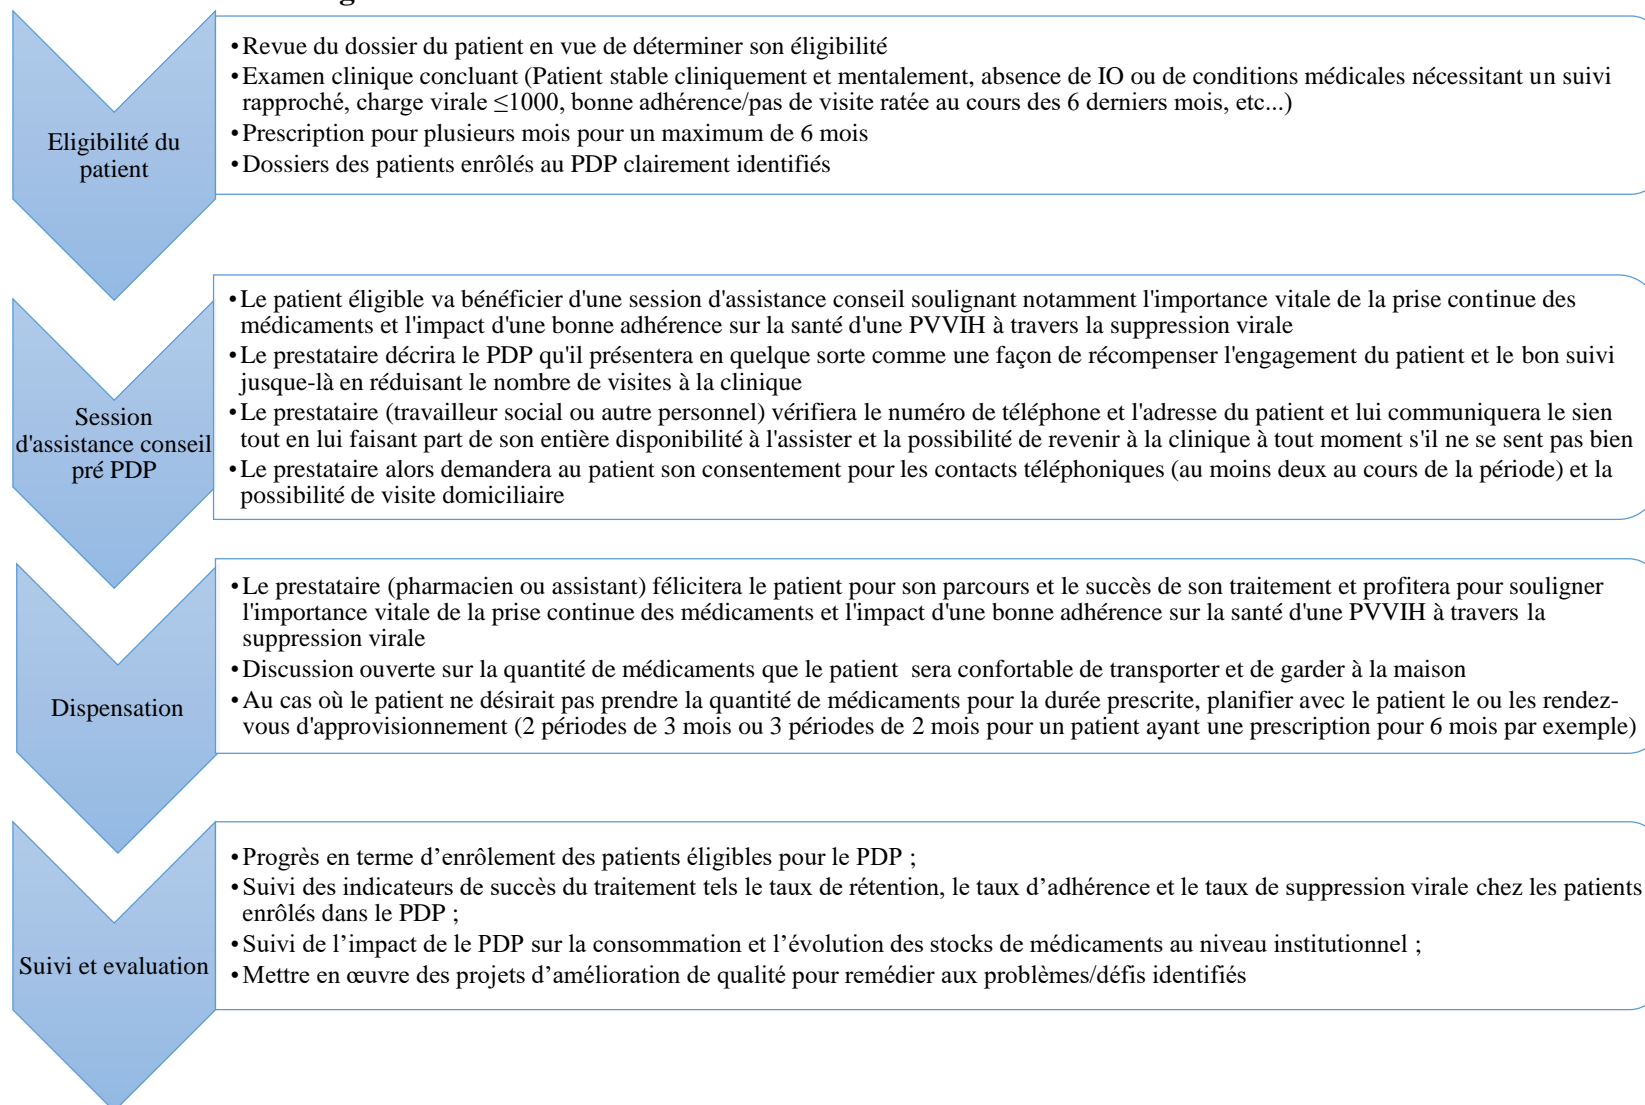 Eligibilité du
patient
•Revue du dossier du patient en vue de déterminer son éligibilité
•Examen clinique concluant (Patient stable cliniquement et mentalement, absence de IO ou de conditions médicales nécessitant un suivi
rapproché, charge virale ≤1000, bonne adhérence/pas de visite ratée au cours des 6 derniers mois, etc...)
•Prescription pour plusieurs mois pour un maximum de 6 mois
•Dossiers des patients enrôlés au PDP clairement identifiés
Session
d'assistance conseil
pré PDP
•Le patient éligible va bénéficier d'une session d'assistance conseil soulignant notamment l'importance vitale de la prise continue des
médicaments et l'impact d'une bonne adhérence sur la santé d'une PVVIH à travers la suppression virale
•Le prestataire décrira le PDP qu'il présentera en quelque sorte comme une façon de récompenser l'engagement du patient et le bon suivi
jusque-là en réduisant le nombre de visites à la clinique
•Le prestataire (travailleur social ou autre personnel) vérifiera le numéro de téléphone et l'adresse du patient et lui communiquera le sien
tout en lui faisant part de son entière disponibilité à l'assister et la possibilité de revenir à la clinique à tout moment s'il ne se sent pas bien
•Le prestataire alors demandera au patient son consentement pour les contacts téléphoniques (au moins deux au cours de la période) et la
possibilité de visite domiciliaire
Dispensation
•Le prestataire (pharmacien ou assistant) félicitera le patient pour son parcours et le succès de son traitement et profitera pour souligner
l'importance vitale de la prise continue des médicaments et l'impact d'une bonne adhérence sur la santé d'une PVVIH à travers la
suppression virale
•Discussion ouverte sur la quantité de médicaments que le patient sera confortable de transporter et de garder à la maison
•Au cas où le patient ne désirait pas prendre la quantité de médicaments pour la durée prescrite, planifier avec le patient le ou les rendez-
vous d'approvisionnement (2 périodes de 3 mois ou 3 périodes de 2 mois pour un patient ayant une prescription pour 6 mois par exemple)
Suivi et evaluation
•Progrès en terme d’enrôlement des patients éligibles pour le PDP ;
•Suivi des indicateurs de succès du traitement tels le taux de rétention, le taux d’adhérence et le taux de suppression virale chez les patients
enrôlés dans le PDP ;
•Suivi de l’impact de le PDP sur la consommation et l’évolution des stocks de médicaments au niveau institutionnel ;
•Mettre en œuvre des projets d’amélioration de qualité pour remédier aux problèmes/défis identifiés